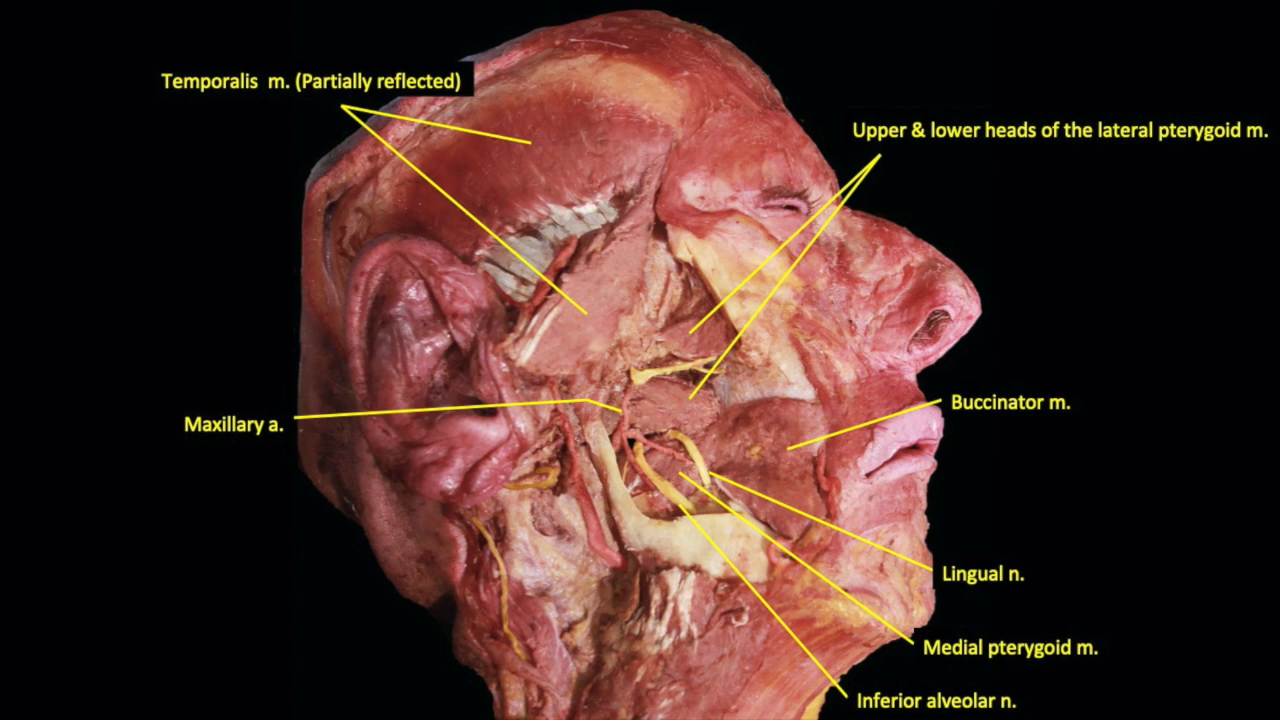 Temporalis m. (Partially reflected)
Upper & lower heads of the lateral pterygoid m.
Maxillary a.
Buccinator m.
Lingual n.
Medial pterygoid m.
Inferior alveolar n.